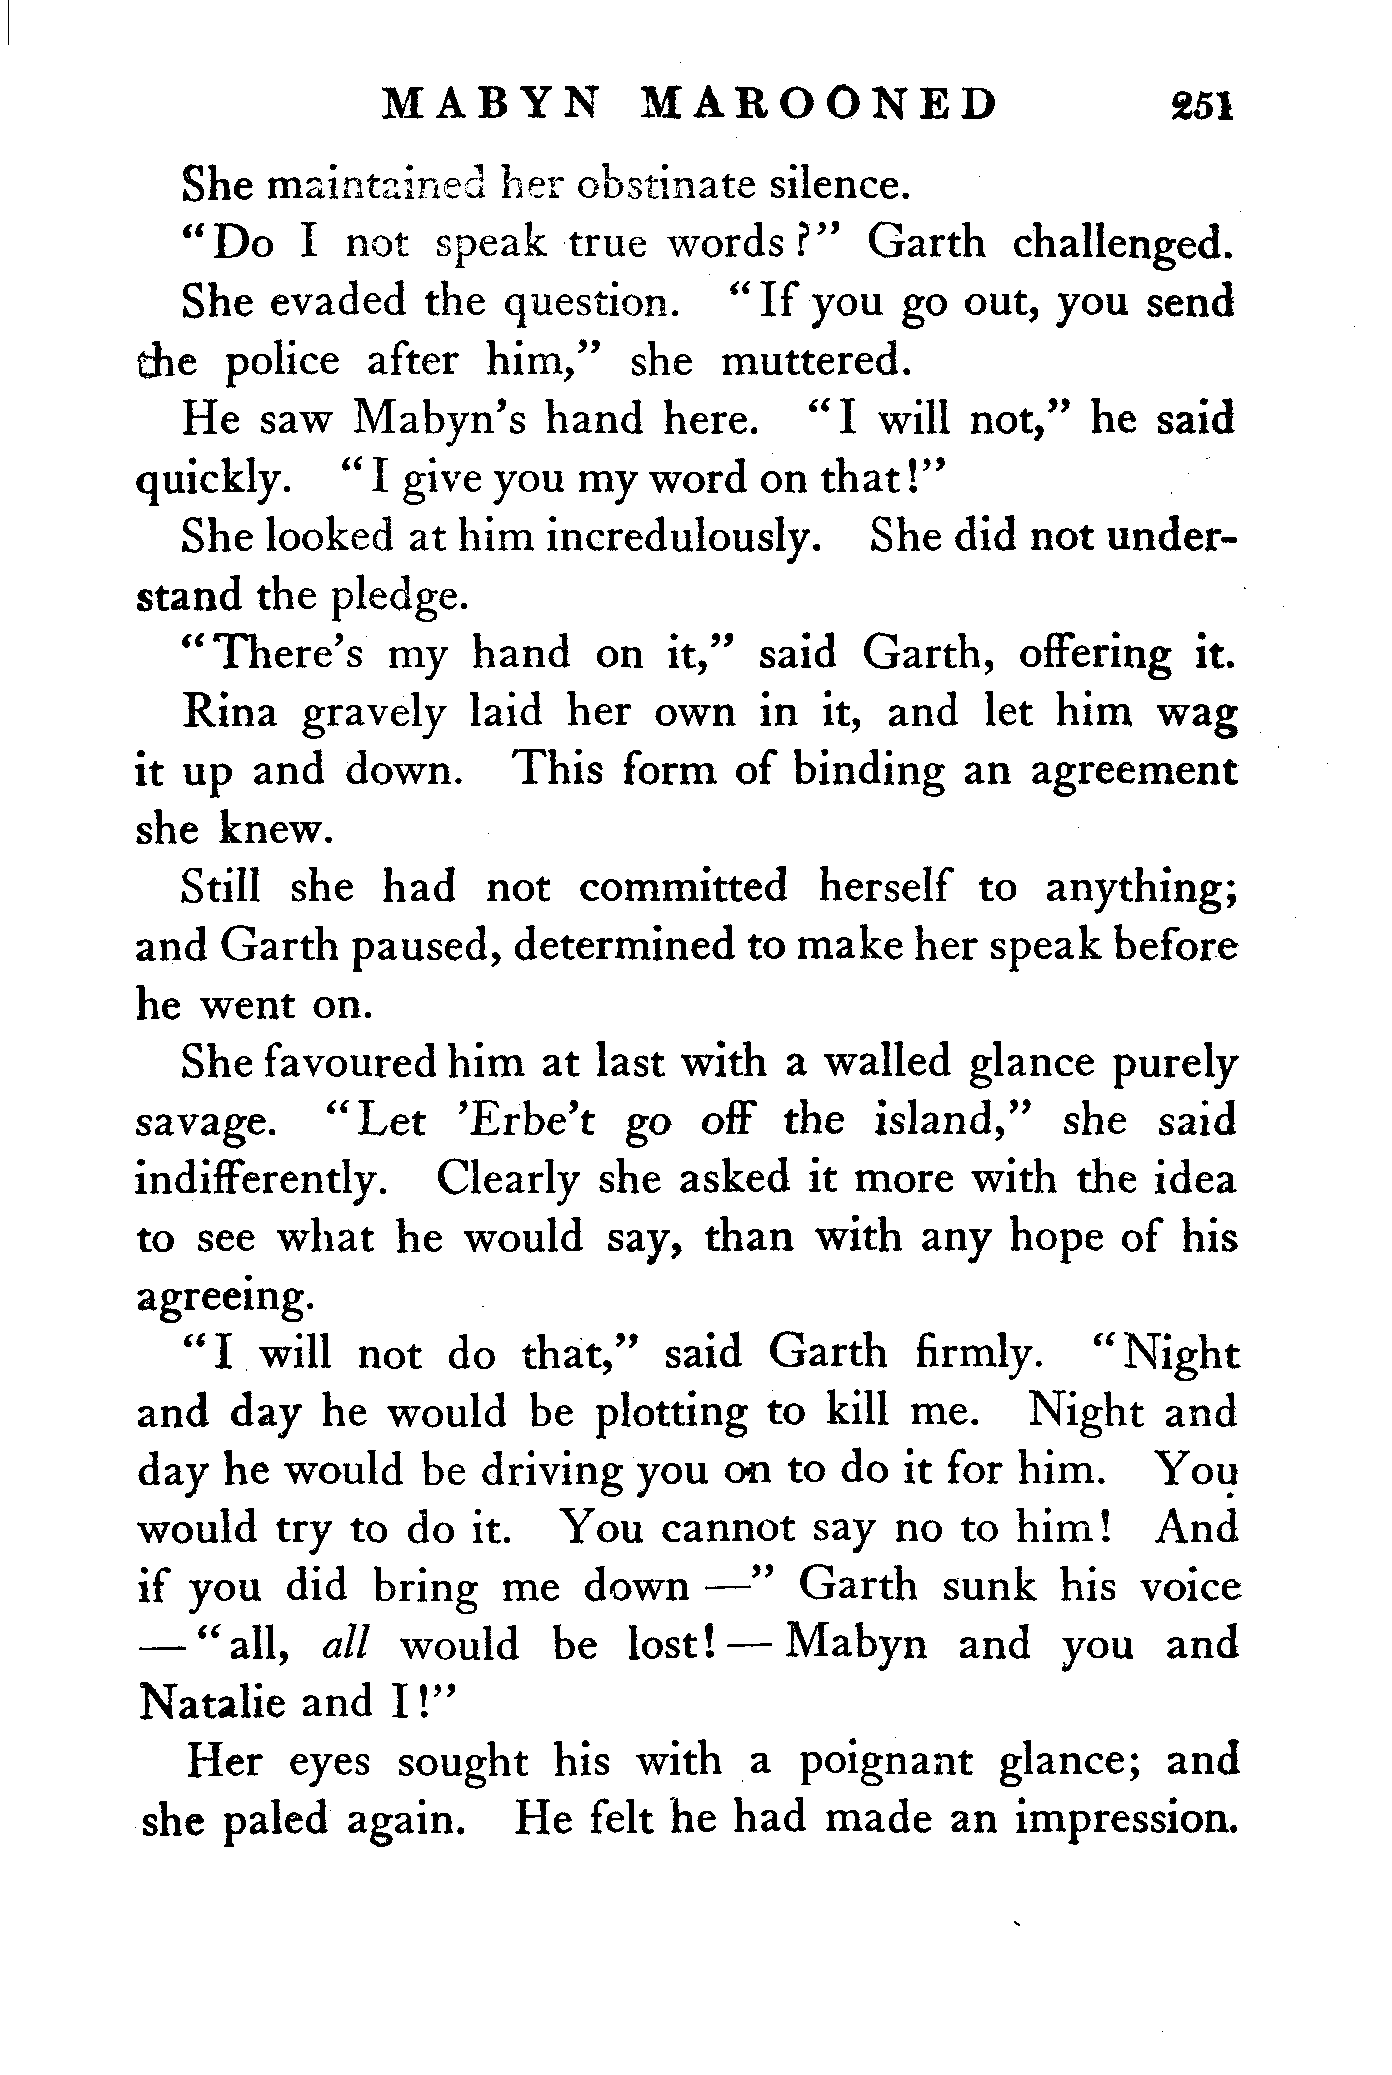 MABYN MAROONED 251
She maintained her obstinate silence.
“Do I not speak true words?” Garth challenged.
She evaded the question. “If you go out, you send
the police after him,” she muttered.
He saw Mabyn’s hand here. “I will not,” he said
quickly. “I give you my word on that!”
She looked at him incredulously. She did not under-
stand the pledge.
“There’s my hand on it,” said Garth, offering it.
Rina gravely laid her own in it, and let him wag
it up and down. This form of binding an agreement
she knew.
Still she had not committed herself to anything;
and Garth paused, determined to make her speak before
he went on.
She favoured him at last with a walled glance purely
savage. “Let ’Erbe’t go off the island,” she said
indifferently. Clearly she asked it more with the idea
to see what he would say, than with any hope of his
agreeing.
“I will not do that,” said Garth firmly. “Night
and day he would be plotting to kill me. Night and
day he would be driving you on to do it for him. You
would try to do it. You cannot say no to him! And
if you did bring me down —” Garth sunk his voice
— “all, all would be lost! — Mabyn and you and
Natalie and I!”
Her eyes sought his with a poignant glance; and
she paled again. He felt he had made an impression.